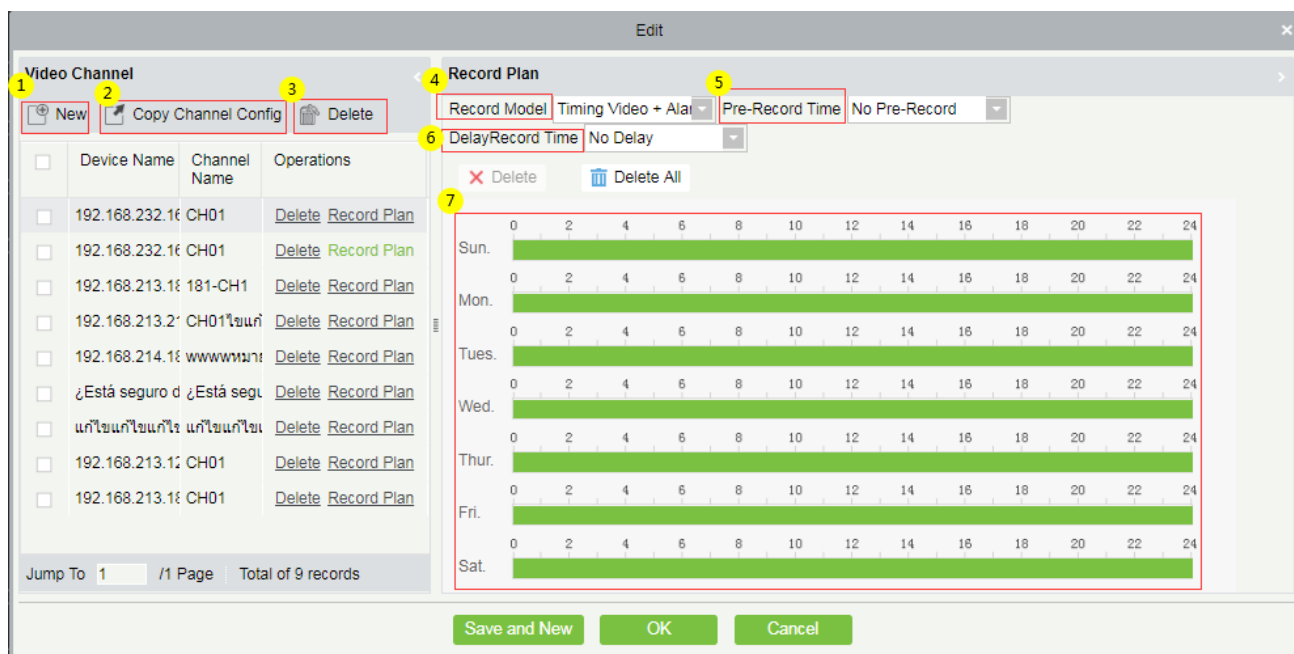 Edit
Video Channel
Record Plan
1
2
3
4
5
6
7
New
Copy Channel Config
Delete
Record Model
Timing Video + Alar
Pre-Record Time
No Pre-Record
DelayRecord Time
No Delay
Delete
Delete All
Device Name
Channel Name
Operations
192.168.232.16 CH01 Delete Record Plan
192.168.232.16 CH01 Delete Record Plan
192.168.213.18 181-CH1 Delete Record Plan
192.168.213.21 CH01ไขแก้ Delete Record Plan
192.168.214.18 wwwwหมาย Delete Record Plan
¿Está seguro d ¿Está segu Delete Record Plan
แก้ไขแก้ไขแก้ไข แก้ไขแก้ไข Delete Record Plan
192.168.213.12 CH01 Delete Record Plan
192.168.213.18 CH01 Delete Record Plan
Jump To 1 /1 Page Total of 9 records
0 2 4 6 8 10 12 14 16 18 20 22 24
Sun.
0 2 4 6 8 10 12 14 16 18 20 22 24
Mon.
0 2 4 6 8 10 12 14 16 18 20 22 24
Tues.
0 2 4 6 8 10 12 14 16 18 20 22 24
Wed.
0 2 4 6 8 10 12 14 16 18 20 22 24
Thur.
0 2 4 6 8 10 12 14 16 18 20 22 24
Fri.
0 2 4 6 8 10 12 14 16 18 20 22 24
Sat.
Save and New
OK
Cancel